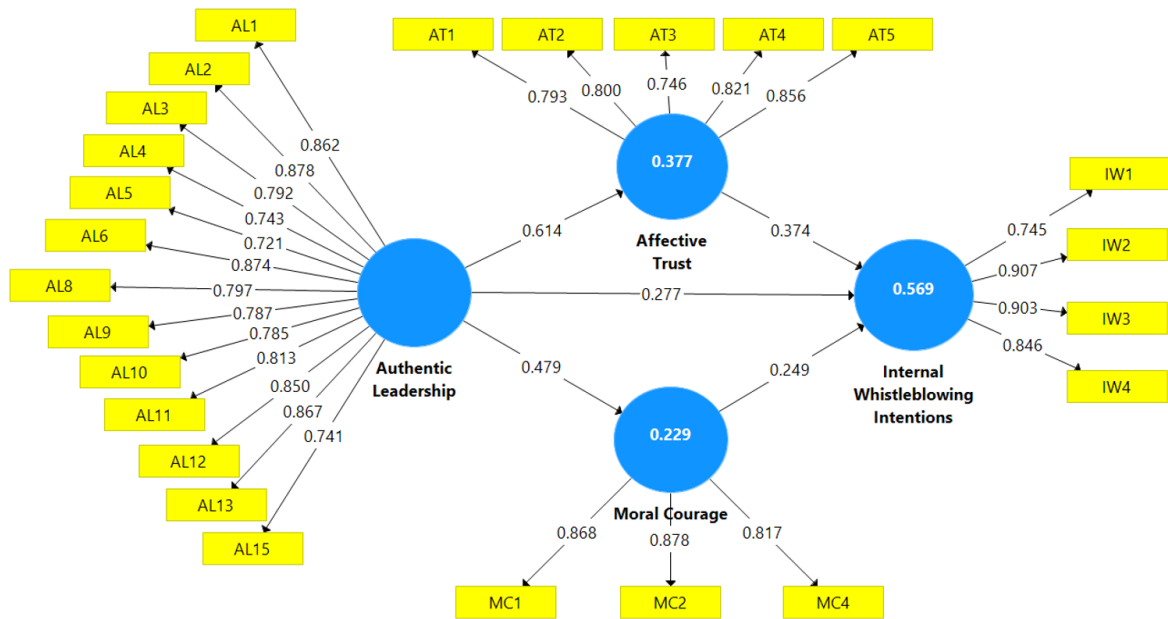 AL1
AL2
AL3
AL4
AL5
AL6
AL8
AL9
AL10
AL11
AL12
AL13
AL15
0.862
0.878
0.792
0.743
0.721
0.874
0.797
0.787
0.785
0.813
0.850
0.867
0.741
Authentic
Leadership
0.614
0.277
0.479
AT1
AT2
AT3
AT4
AT5
0.793
0.800
0.746
0.821
0.856
0.377
Affective
Trust
0.374
0.229
Moral Courage
0.249
0.868
0.878
0.817
MC1
MC2
MC4
0.569
Internal
Whistleblowing
Intentions
0.745
0.907
0.903
0.846
IW1
IW2
IW3
IW4